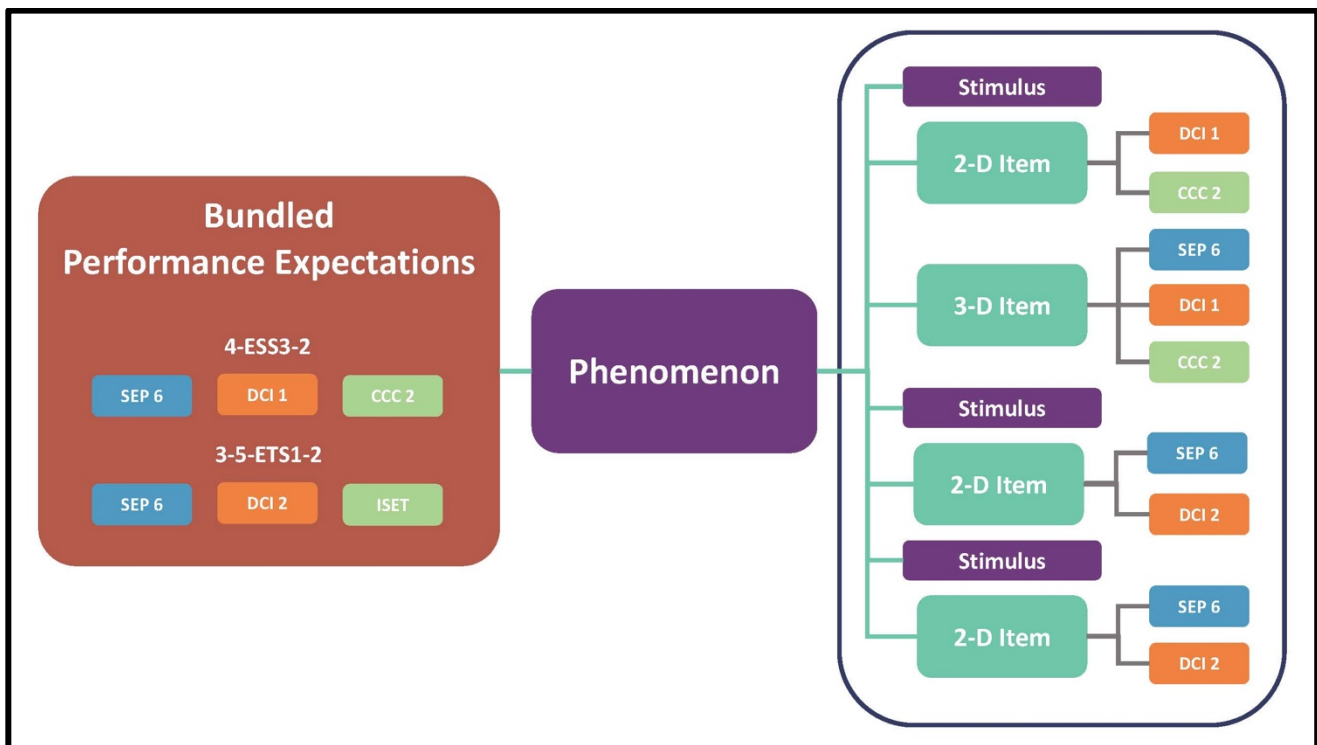 Bundled
Performance Expectations
4-ESS3-2
SEP 6 DCI 1 CCC 2
3-5-ETS1-2
SEP 6 DCI 2 ISET
Phenomenon
Stimulus
2-D Item
DCI 1
CCC 2
3-D Item
SEP 6
DCI 1
CCC 2
Stimulus
2-D Item
SEP 6
DCI 2
Stimulus
2-D Item
SEP 6
DCI 2